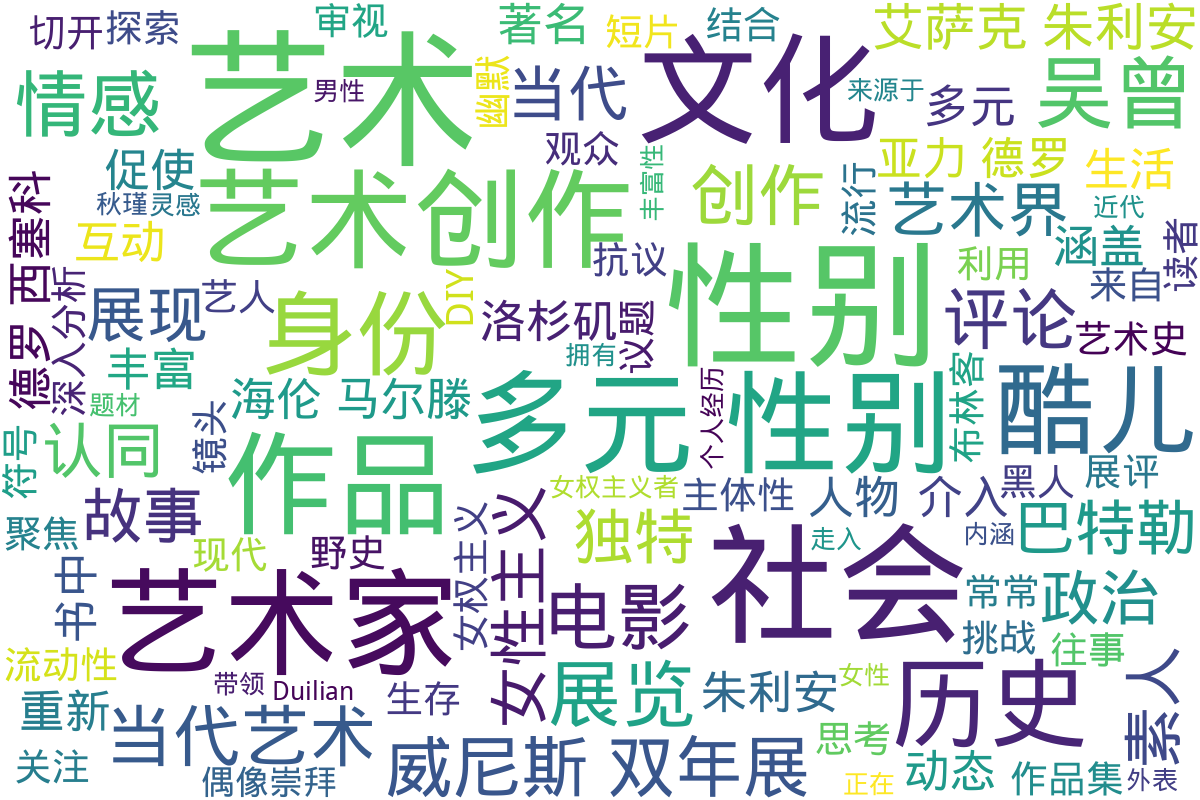 切开 探索
审视
著名
短片
结合
艾萨克 朱利安
艺术
文化
情感
男性
幽默
当代
来源于
多元
吴曾
观众
促使
艺术创作
丰富性
创作
流行
亚力 德罗
生活
秋瑾灵感
艺术界
近代
德罗 西塞科
互动
抗议
性别
利用
涵盖
读者
深入分析
展现
艺人
身份
DIY
洛杉矶
议题
评论
来自
艺术史
丰富
拥有
题材
海伦 马尔滕
多元
个人经历
性别
布林客
酷儿
符号
认同
镜头
作品
女权主义者
主体性
人物 介入
黑人
展评
聚焦
故事
现代
野史
女权主义
女性主义
独特
走入
内涵
巴特勒
书中
艺术家
电影
社会
常常
政治
挑战
往事
流动性
带领
Duilian
生存
展览
朱利安
女性
历史
素人
重新
当代艺术
威尼斯 双年展
思考
关注
偶像崇拜
正在
动态
作品集
外表